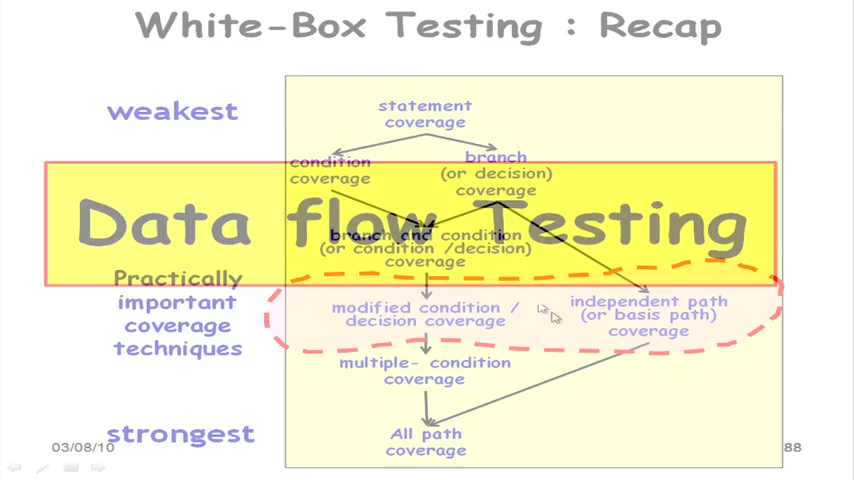 White-Box Testing : Recap
weakest
statement
coverage
condition
coverage
branch
(or decision)
coverage
Data flow Testing
branch and condition
(or condition /decision)
coverage
Practically
important
coverage
techniques
modified condition /
decision coverage
independent path
(or basis path)
coverage
multiple- condition
coverage
strongest
All path
coverage
03/08/10
88